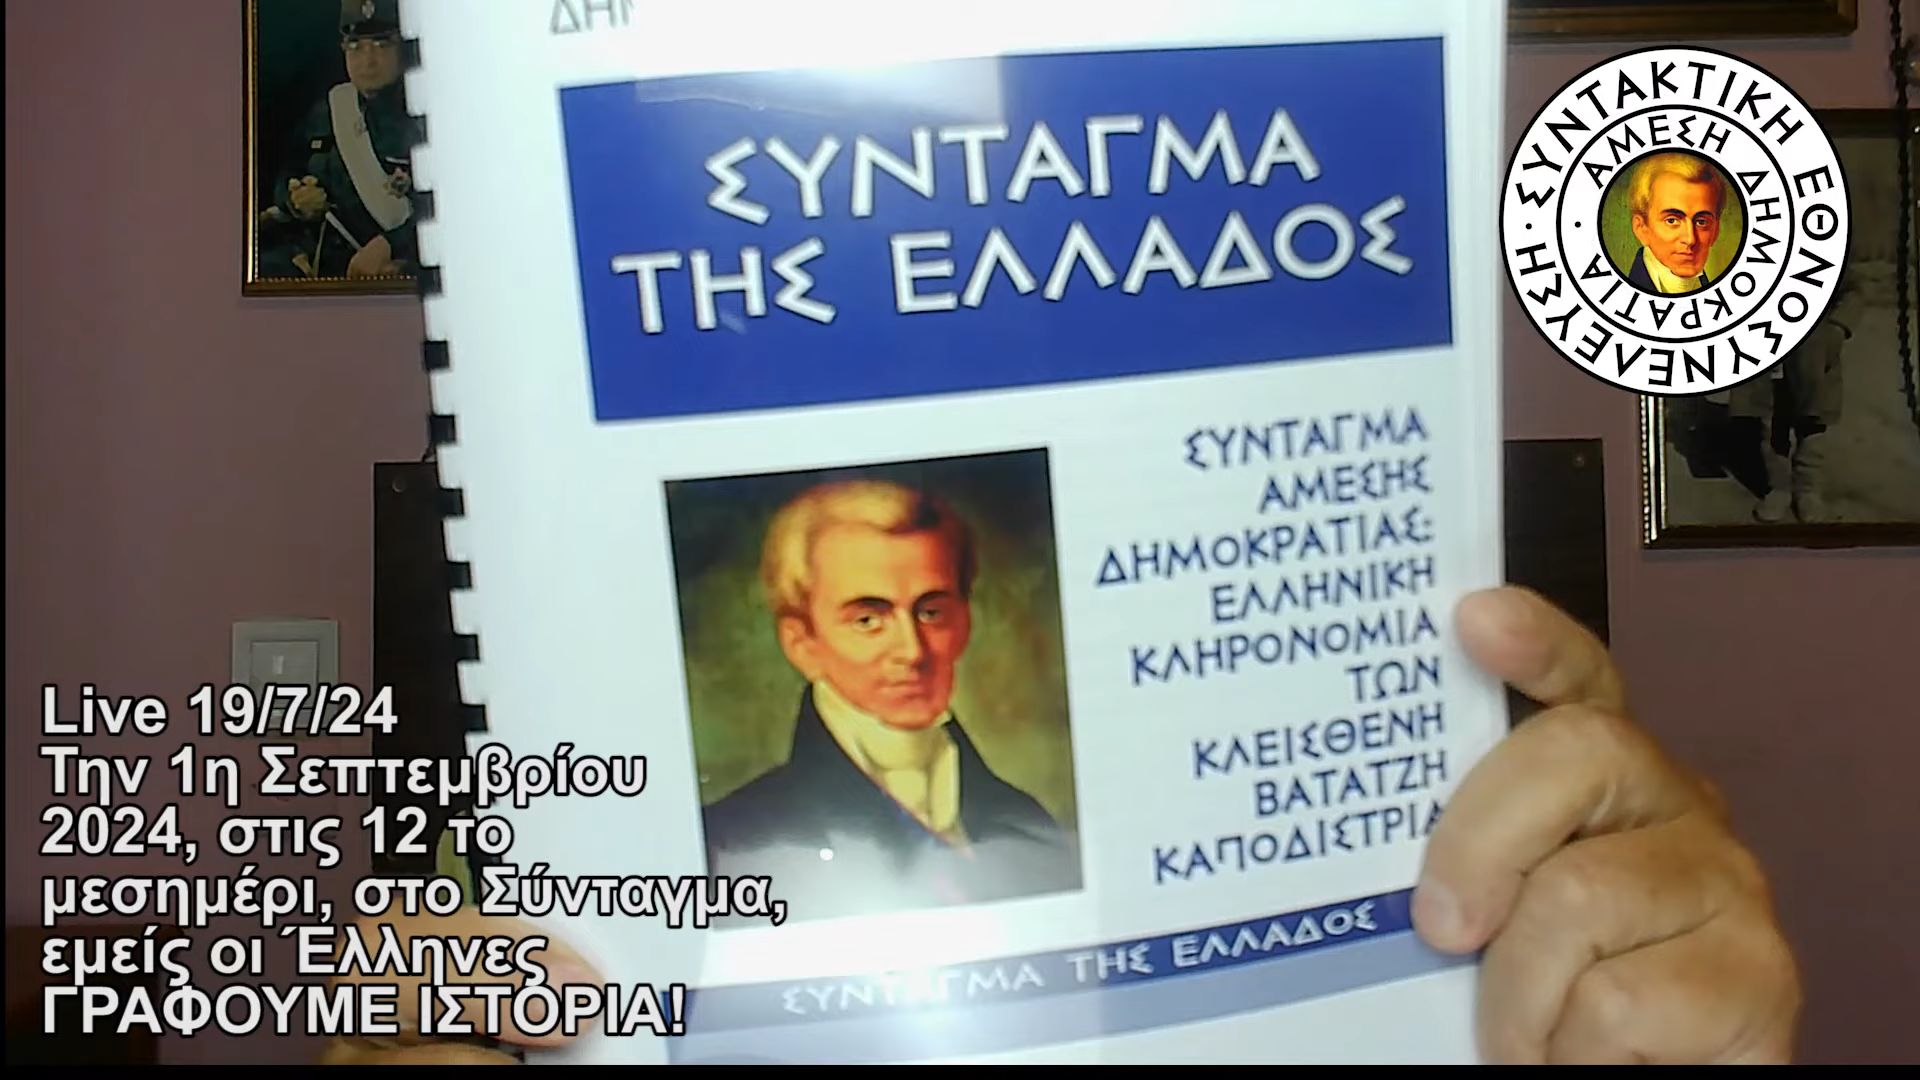 ΣΥΝΤΑΓΜΑ
ΤΗΣ ΕΛΛΑΔΟΣ
ΣΥΝΤΑΓΜΑ
ΑΜΕΣΗΣ
ΔΗΜΟΚΡΑΤΙΑΣ:
ΕΛΛΗΝΙΚΗ
ΚΛΗΡΟΝΟΜΙΑ
ΤΩΝ
ΚΛΕΙΣΘΕΝΗ
ΒΑΤΑΤΖΗ
ΚΑΠΟΔΙΣΤΡΙΑ
ΣΥΝΤΑΓΜΑ ΤΗΣ ΕΛΛΑΔΟΣ
ΣΥΝΤΑΚΤΙΚΗ ΕΘΝΟΣΥΝΕΛΕΥΣΗ
ΑΜΕΣΗ ΔΗΜΟΚΡΑΤΙΑ
Live 19/7/24
Την 1η Σεπτεμβρίου
2024, στις 12 το
μεσημέρι, στο Σύνταγμα,
εμείς οι Έλληνες
ΓΡΑΦΟΥΜΕ ΙΣΤΟΡΙΑ!